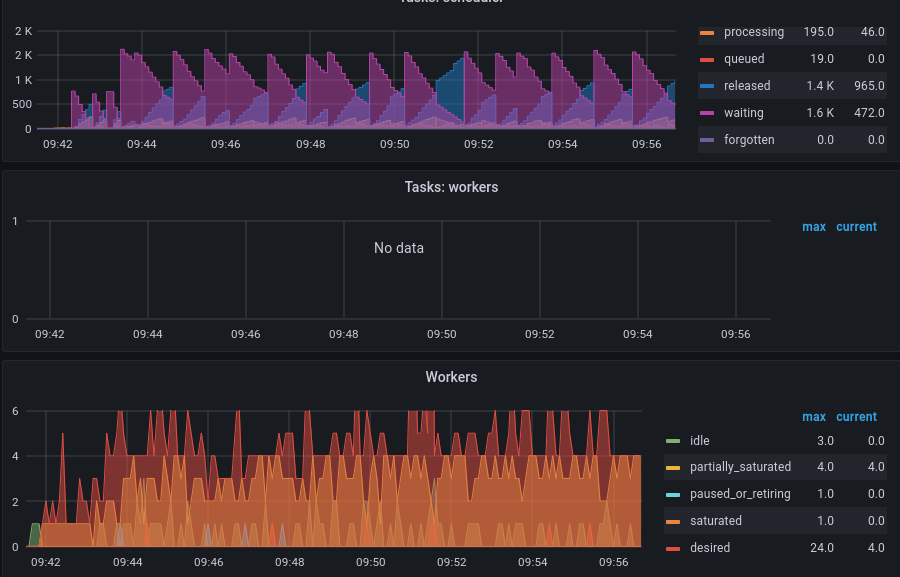 Tasks: scheduler
2 K
2 K
1 K
500
0
09:42 09:44 09:46 09:48 09:50 09:52 09:54 09:56
processing 195.0 46.0
queued 19.0 0.0
released 1.4 K 965.0
waiting 1.6 K 472.0
forgotten 0.0 0.0
Tasks: workers
1
0
No data
09:42 09:44 09:46 09:48 09:50 09:52 09:54 09:56
max current
Workers
6
4
2
0
09:42 09:44 09:46 09:48 09:50 09:52 09:54 09:56
max current
idle 3.0 0.0
partially_saturated 4.0 4.0
paused_or_retiring 1.0 0.0
saturated 1.0 0.0
desired 24.0 4.0